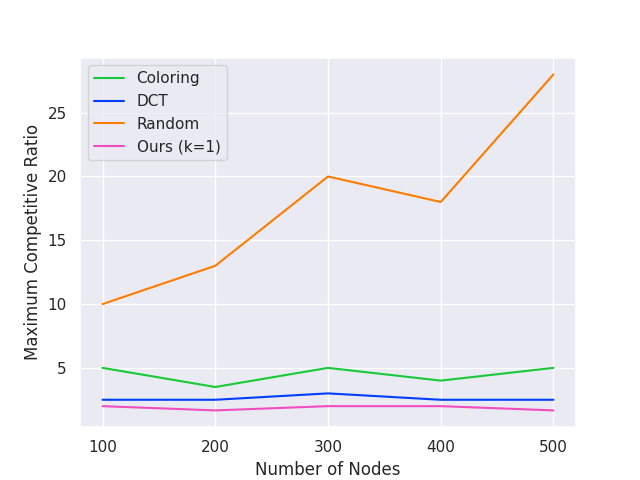 Coloring
DCT
Random
Ours (k=1)
Maximum Competitive Ratio
25
20
15
10
5
100 200 300 400 500
Number of Nodes